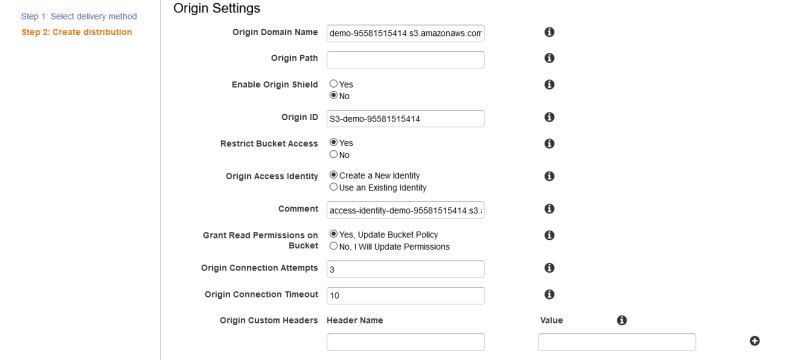 Origin Settings
Step 1: Select delivery method
Step 2: Create distribution
Origin Domain Name demo-95581515414.s3.amazonaws.com
Origin Path
Enable Origin Shield Yes
No
Origin ID S3-demo-95581515414
Restrict Bucket Access Yes
No
Origin Access Identity Create a New Identity
Use an Existing Identity
Comment access-identity-demo-95581515414.s3.
Grant Read Permissions on Bucket Yes, Update Bucket Policy
No, I Will Update Permissions
Origin Connection Attempts 3
Origin Connection Timeout 10
Origin Custom Headers Header Name Value